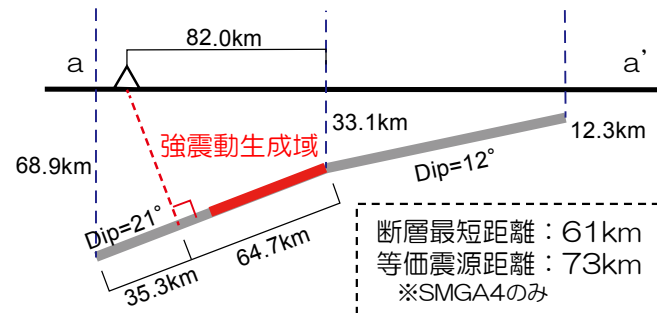 82.0km
a
a’
33.1km
12.3km
68.9km
強震動生成域
Dip=12°
Dip=21°
64.7km
35.3km
断層最短距離：61km
等価震源距離：73km
※SMGA4のみ